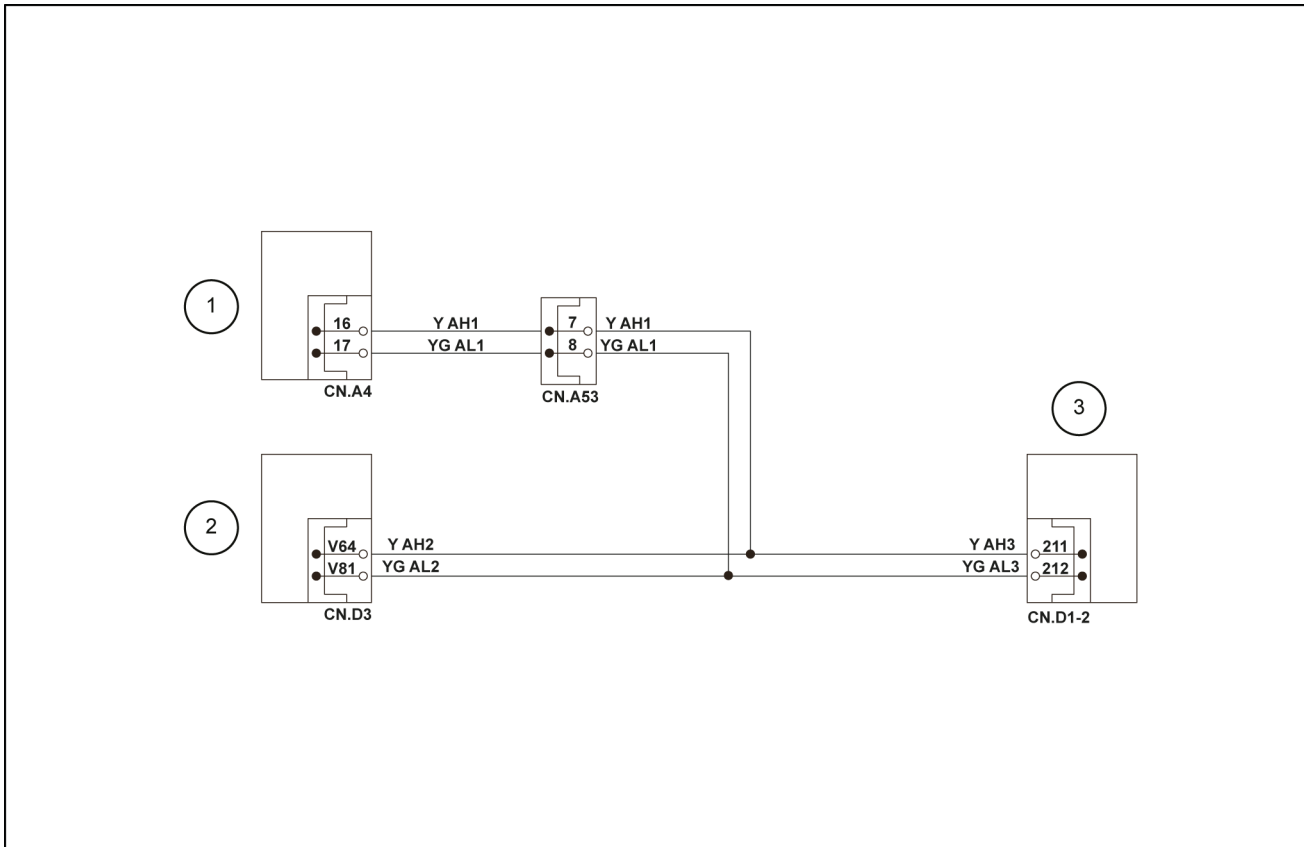 1
16 Y AH1 7 Y AH1
17 YG AL1 8 YG AL1
CN.A4
CN.A53
3
2
V64 Y AH2 Y AH3 211
V81 YG AL2 YG AL3 212
CN.D3
CN.D1-2